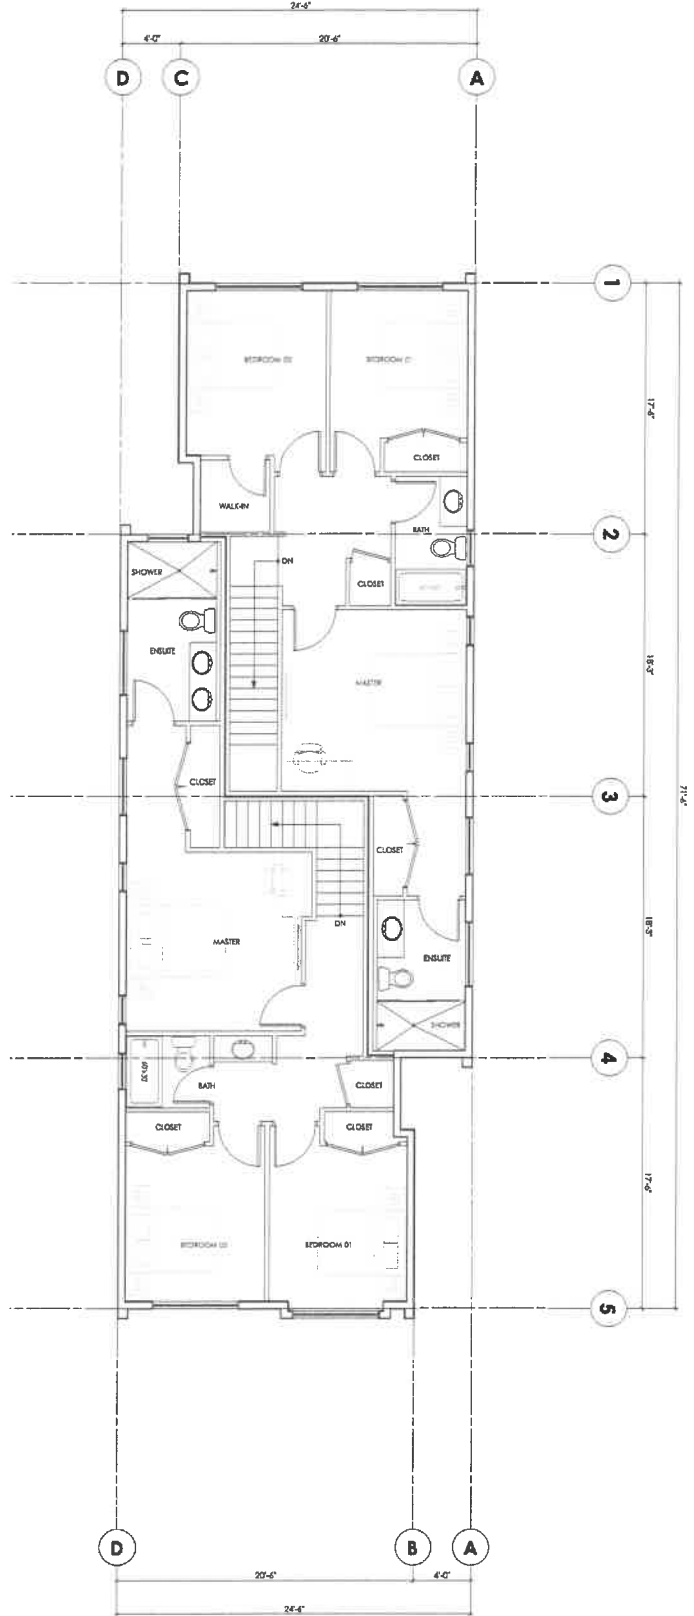 24'-6"
4'-0" 20'-6"
D C A
1
BEDROOM 02 BEDROOM 01
17'-6"
CLOSET
WALK-IN
BATH
2
DN
SHOWER
CLOSET
ENSUITE
18'-3"
MASTER
CLOSET
3
71'-6"
CLOSET
DN
18'-3"
MASTER
ENSUITE
SHOWER
4
60x30
BATH
CLOSET
CLOSET
CLOSET
17'-6"
BEDROOM 02 BEDROOM 01
5
D B A
20'-6" 4'-0"
24'-6"